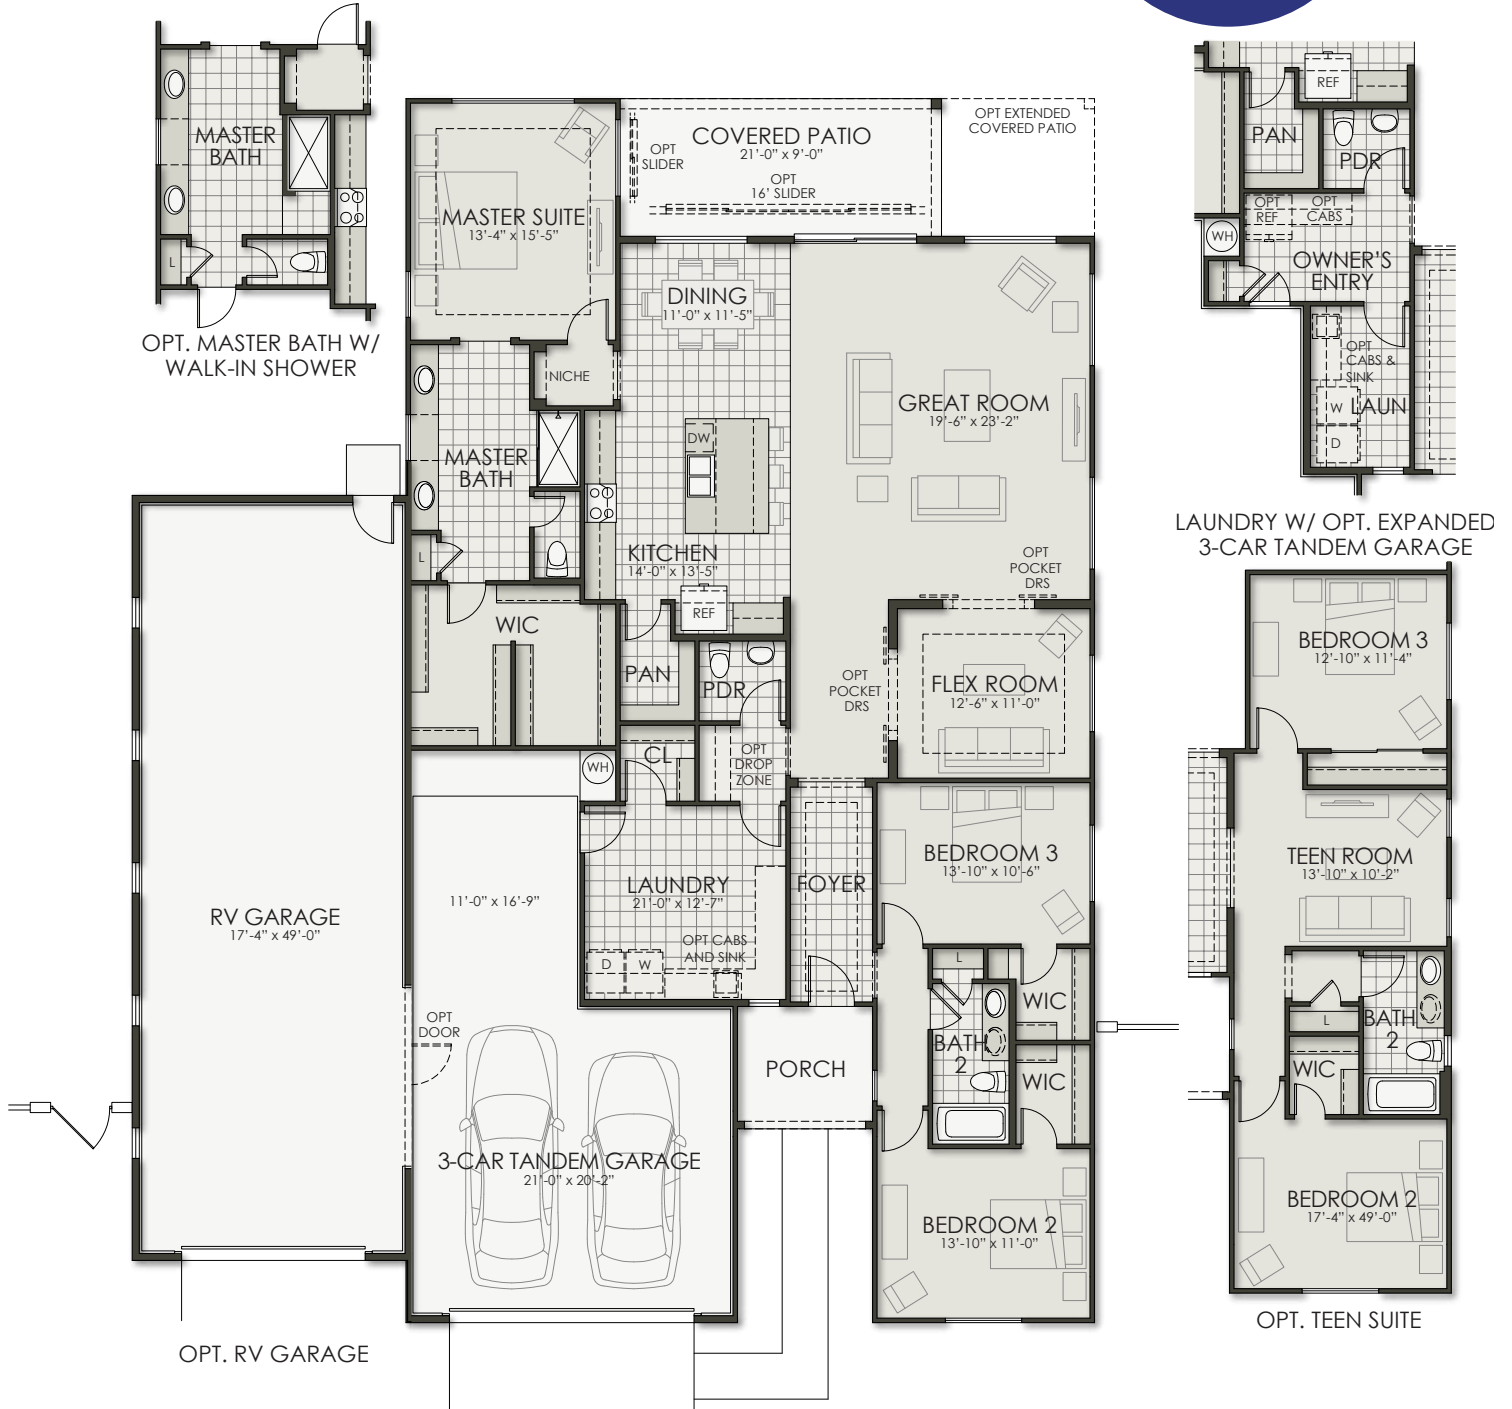 MASTER
BATH
L
OPT. MASTER BATH W/
WALK-IN SHOWER
MASTER SUITE
13'-4" x 15'-5"
OPT
SLIDER
COVERED PATIO
21'-0" x 9'-0"
OPT
16' SLIDER
OPT EXTENDED
COVERED PATIO
DINING
11'-0" x 11'-5"
NICHE
GREAT ROOM
19'-6" x 23'-2"
MASTER
BATH
L
DW
KITCHEN
14'-0" x 13'-5"
REF
OPT
POCKET
DRS
WIC
PAN
PDR
OPT
POCKET
DRS
FLEX ROOM
12'-6" x 11'-0"
CL
WH
OPT
DROP
ZONE
BEDROOM 3
13'-10" x 10'-6"
LAUNDRY
21'-0" x 12'-7"
OPT CABS
AND SINK
D
W
FOYER
RV GARAGE
17'-4" x 49'-0"
11'-0" x 16'-9"
OPT
DOOR
L
WIC
BATH
2
WIC
PORCH
3-CAR TANDEM GARAGE
21'-0" x 20'-2"
BEDROOM 2
13'-10" x 11'-0"
OPT. RV GARAGE
REF
PAN
PDR
OPT
REF
OPT
CABS
WH
OWNER'S
ENTRY
OPT
CABS &
SINK
W
LAUN
D
LAUNDRY W/ OPT. EXPANDED
3-CAR TANDEM GARAGE
BEDROOM 3
12'-10" x 11'-4"
TEEN ROOM
13'-10" x 10'-2"
L
BATH
2
WIC
BEDROOM 2
17'-4" x 49'-0"
OPT. TEEN SUITE